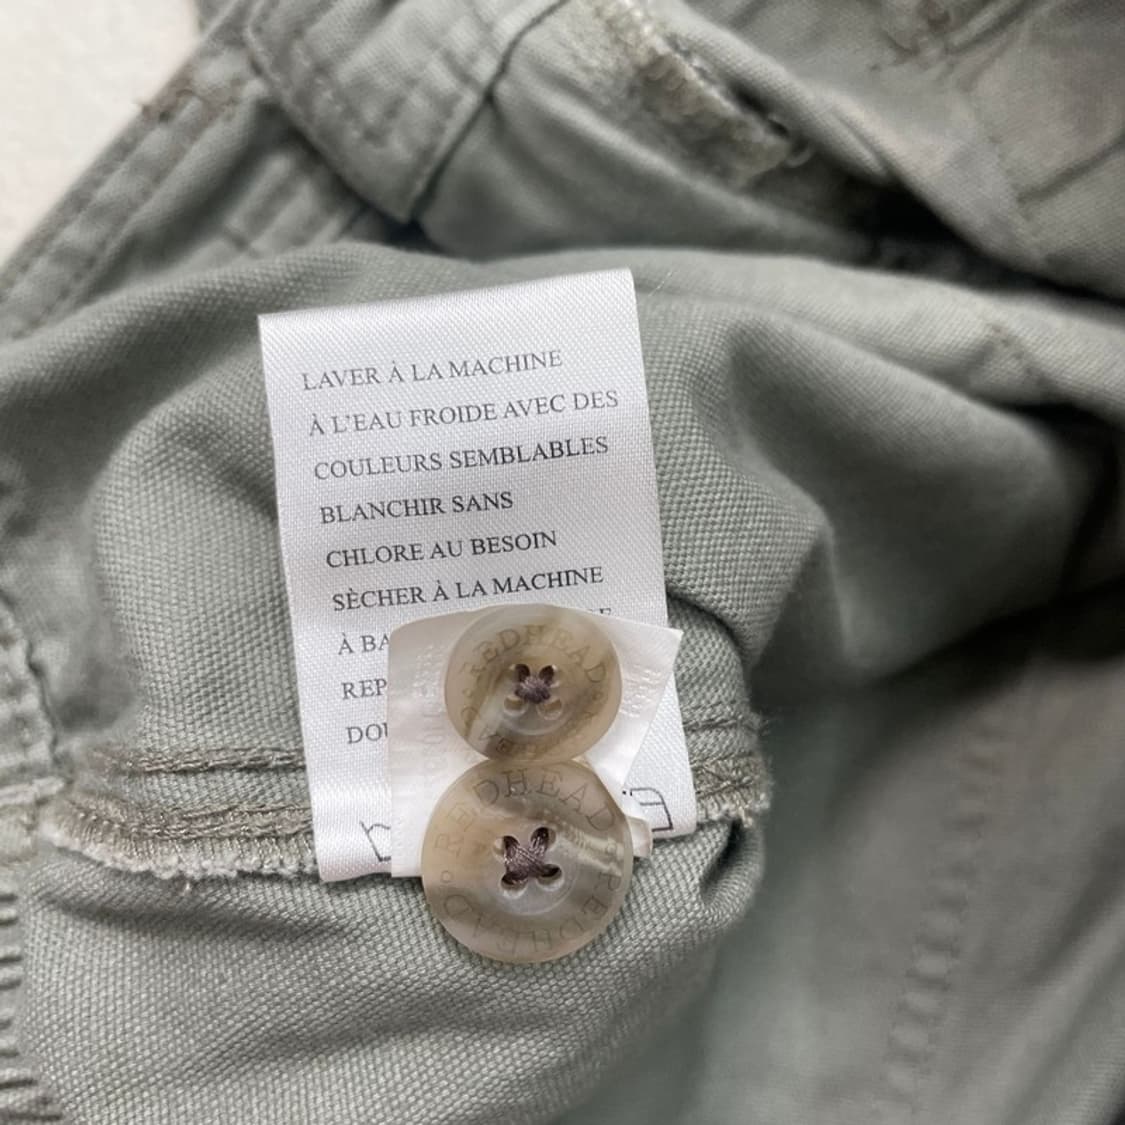 LAVER À LA MACHINE
À L'EAU FROIDE AVEC DES
COULEURS SEMBLABLES
BLANCHIR SANS
CHLORE AU BESOIN
SÈCHER À LA MACHINE
À
REDHEAD
REDHEAD
REDHEAD